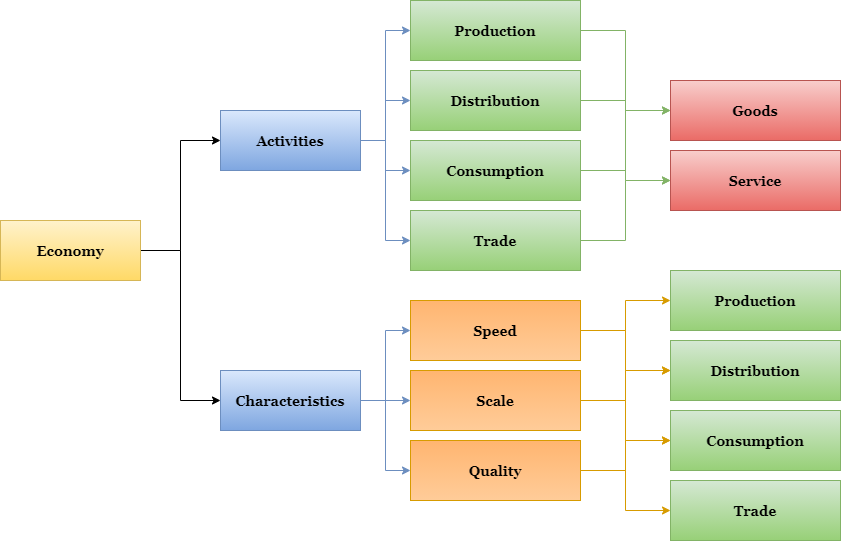 Economy
Activities
Production
Distribution
Consumption
Trade
Goods
Service
Characteristics
Speed
Scale
Quality
Production
Distribution
Consumption
Trade